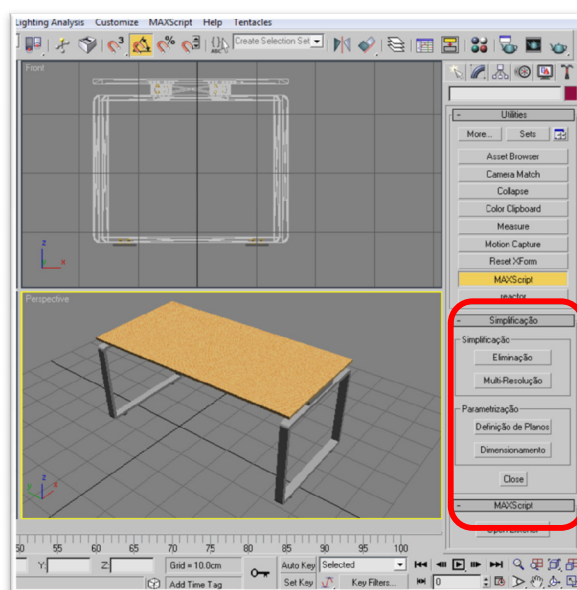 Lighting Analysis Customize MAXScript Help Tentacles
ABC Create Selection Set
Front
z
x
Perspective
z
y
x
Utilities
More... Sets
Asset Browser
Camera Match
Collapse
Color Clipboard
Measure
Motion Capture
Reset XForm
MAXScript
reactor
Simplificação
Simplificação
Eliminação
Multi-Resolução
Parametrização
Definição de Planos
Dimensionamento
Close
MAXScript
50 55 60 65 70 75 80 85 90 95 100
Y: Z: Grid = 10.0cm Auto Key Selected
Add Time Tag Set Key Key Filters... 0